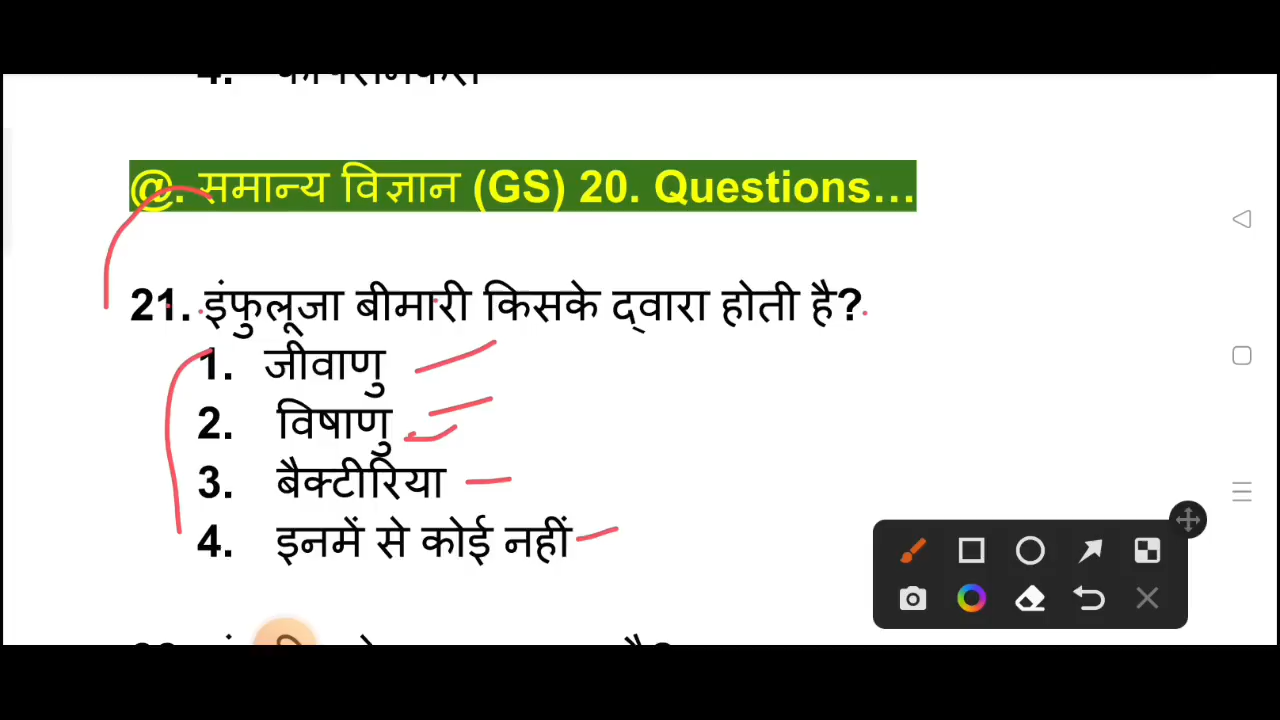 @. समान्य विज्ञान (GS) 20. Questions...
21. इंफुलूजा बीमारी किसके द्वारा होती है?
1. जीवाणु
2. विषाणु
3. बैक्टीरिया
4. इनमें से कोई नहीं